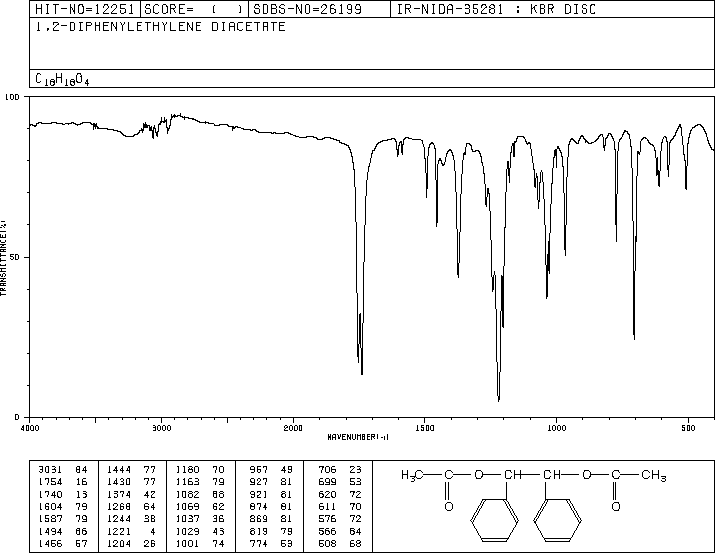 HIT-NO=12251 SCORE= ( ) SDBS-NO=26199 IR-NIDA-35281 : KBR DISC
1,2-DIPHENYLETHYLENE DIACETATE
C18H18O4
100
50
0
TRANSMITTANCE(%)
4000 3000 2000 1500 1000 500
WAVENUMBER(-1)
3031 84 1444 77 1180 70 967 49 706 23
1754 16 1430 77 1163 79 927 81 699 53
1740 13 1374 42 1082 68 921 81 620 72
1604 79 1268 64 1069 62 874 81 611 70
1587 79 1244 38 1037 36 869 81 576 72
1494 66 1221 4 1029 43 819 79 566 84
1456 57 1204 26 1001 74 774 53 508 68
H3C C O CH CH O C CH3
O O